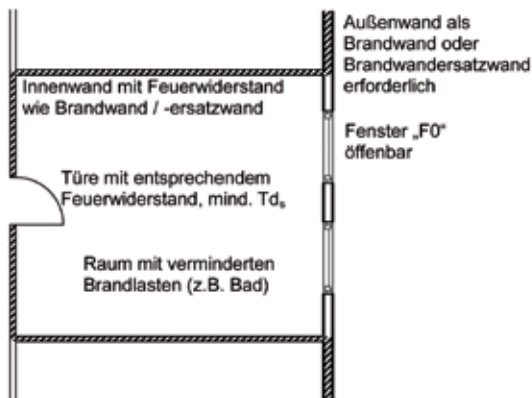 Außenwand als
Brandwand oder
Brandwandersatzwand
erforderlich
Innenwand mit Feuerwiderstand
wie Brandwand / -ersatzwand
Fenster „F0“
öffenbar
Türe mit entsprechendem
Feuerwiderstand, mind. Tdₛ
Raum mit verminderten
Brandlasten (z.B. Bad)